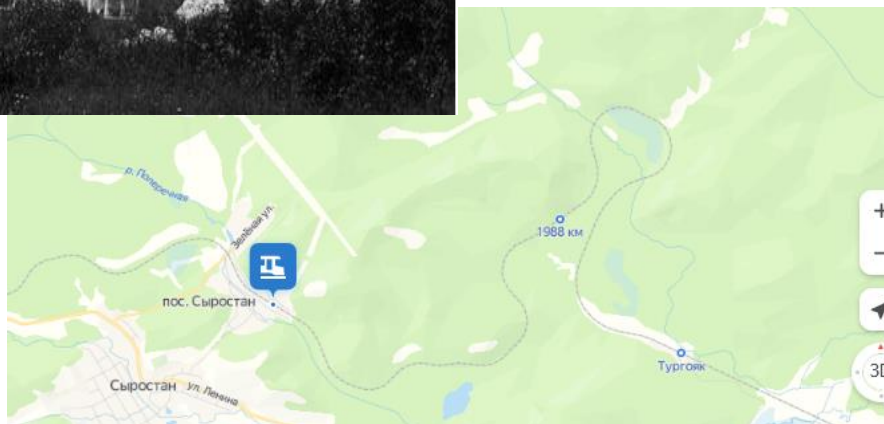 р. Поперечная
Зелёная ул.
1988 км
пос. Сыростан
Тургояк
Сыростан
ул. Ленина
+
−
3D